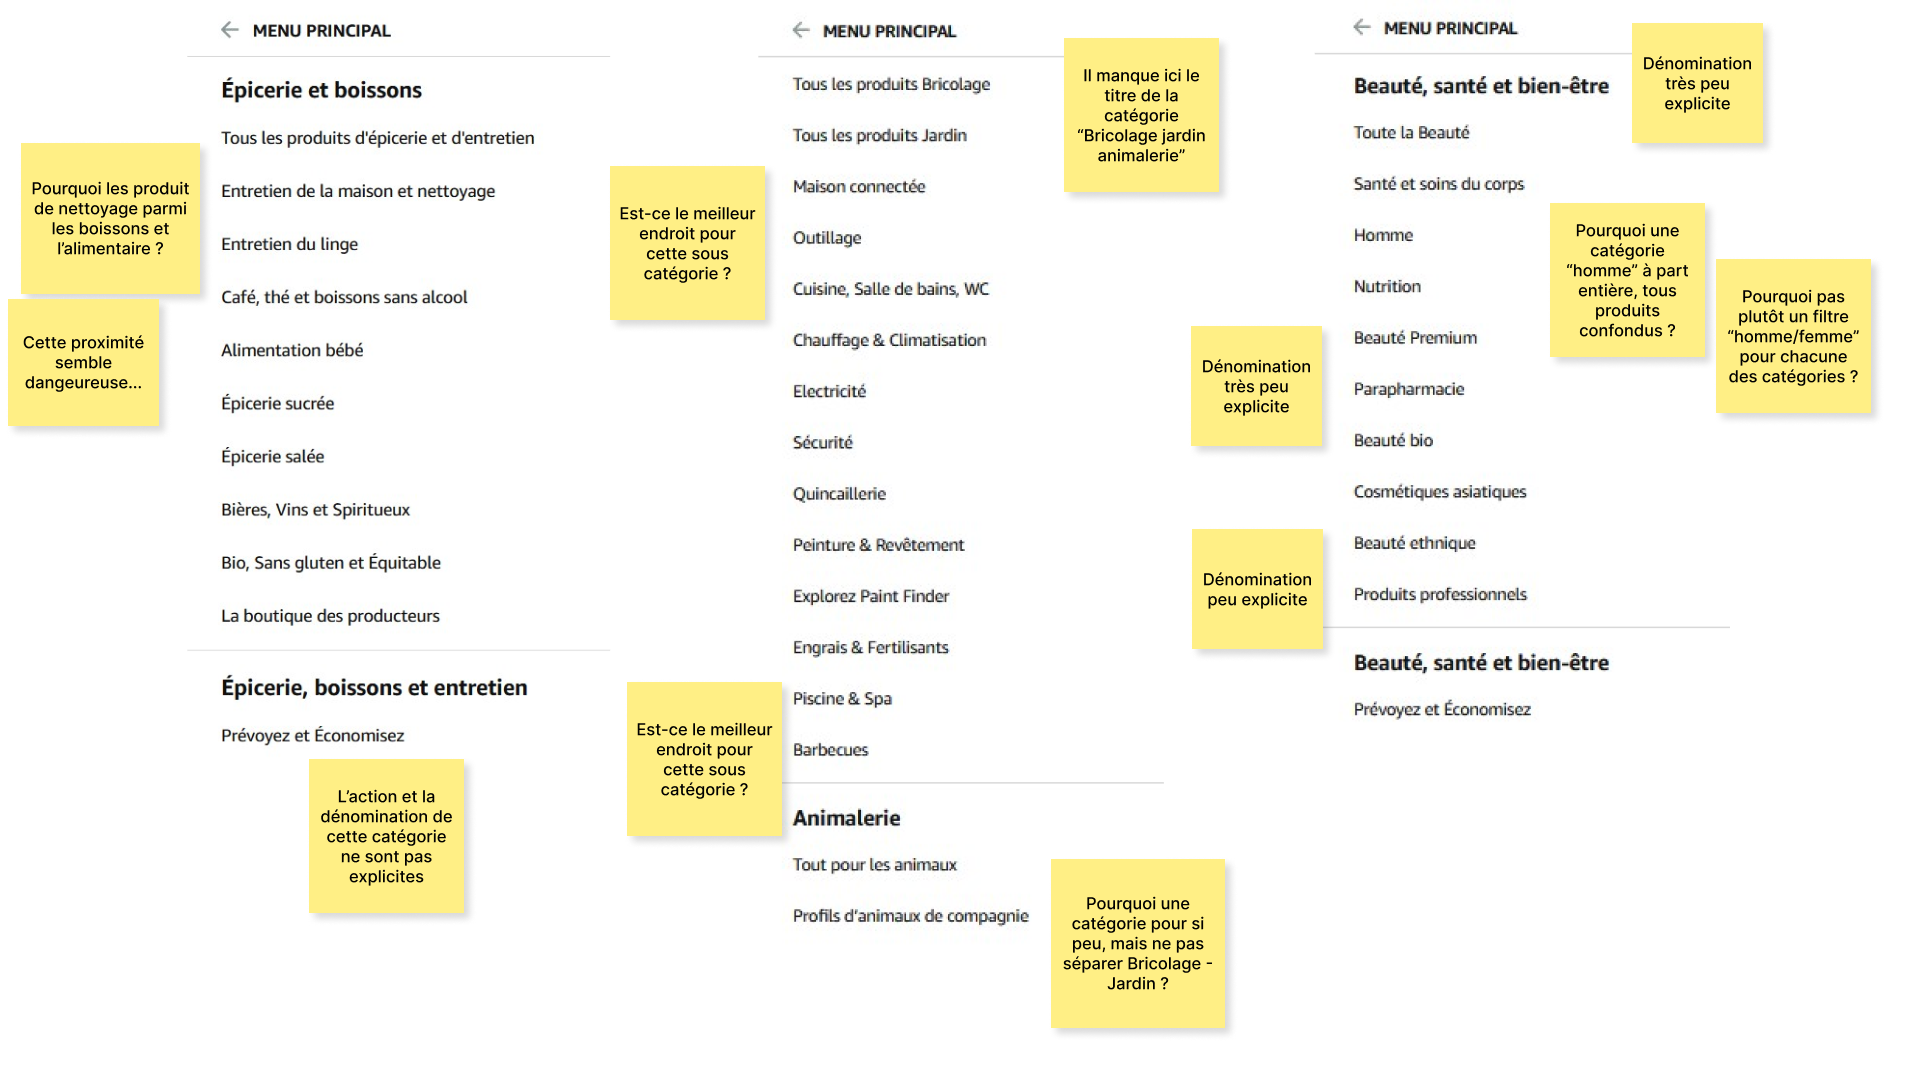 MENU PRINCIPAL
Épicerie et boissons
Tous les produits d'épicerie et d'entretien
Entretien de la maison et nettoyage
Entretien du linge
Café, thé et boissons sans alcool
Alimentation bébé
Épicerie sucrée
Épicerie salée
Bières, Vins et Spiritueux
Bio, Sans gluten et Équitable
La boutique des producteurs
Épicerie, boissons et entretien
Prévoyez et Économisez
Pourquoi les produit
de nettoyage parmi
les boissons et
l’alimentaire ?
Cette proximité
semble
dangeureuse...
L’action et la
dénomination de
cette catégorie
ne sont pas
explicites
MENU PRINCIPAL
Tous les produits Bricolage
Tous les produits Jardin
Maison connectée
Outillage
Cuisine, Salle de bains, WC
Chauffage & Climatisation
Electricité
Sécurité
Quincaillerie
Peinture & Revêtement
Explorez Paint Finder
Engrais & Fertilisants
Piscine & Spa
Barbecues
Animalerie
Tout pour les animaux
Profils d’animaux de compagnie
Il manque ici le
titre de la
catégorie
“Bricolage jardin
animalerie”
Est-ce le meilleur
endroit pour
cette sous
catégorie ?
Est-ce le meilleur
endroit pour
cette sous
catégorie ?
Pourquoi une
catégorie pour si
peu, mais ne pas
séparer Bricolage -
Jardin ?
MENU PRINCIPAL
Beauté, santé et bien-être
Toute la Beauté
Santé et soins du corps
Homme
Nutrition
Beauté Premium
Parapharmacie
Beauté bio
Cosmétiques asiatiques
Beauté ethnique
Produits professionnels
Beauté, santé et bien-être
Prévoyez et Économisez
Dénomination
très peu
explicite
Pourquoi une
catégorie
“homme” à part
entière, tous
produits
confondus ?
Pourquoi pas
plutôt un filtre
“homme/femme”
pour chacune
des catégories ?
Dénomination
très peu
explicite
Dénomination
peu explicite